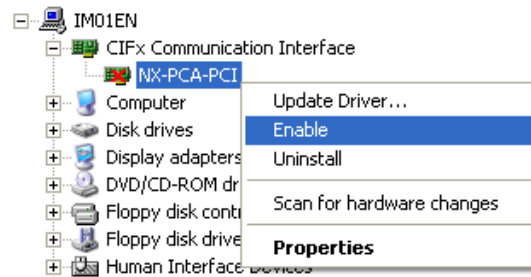 IM01EN
CIFx Communication Interface
NX-PCA-PCI
Computer
Disk drives
Display adapters
DVD/CD-ROM dr
Floppy disk contr
Floppy disk drive
Human Interface Devices
Update Driver...
Enable
Uninstall
Scan for hardware changes
Properties